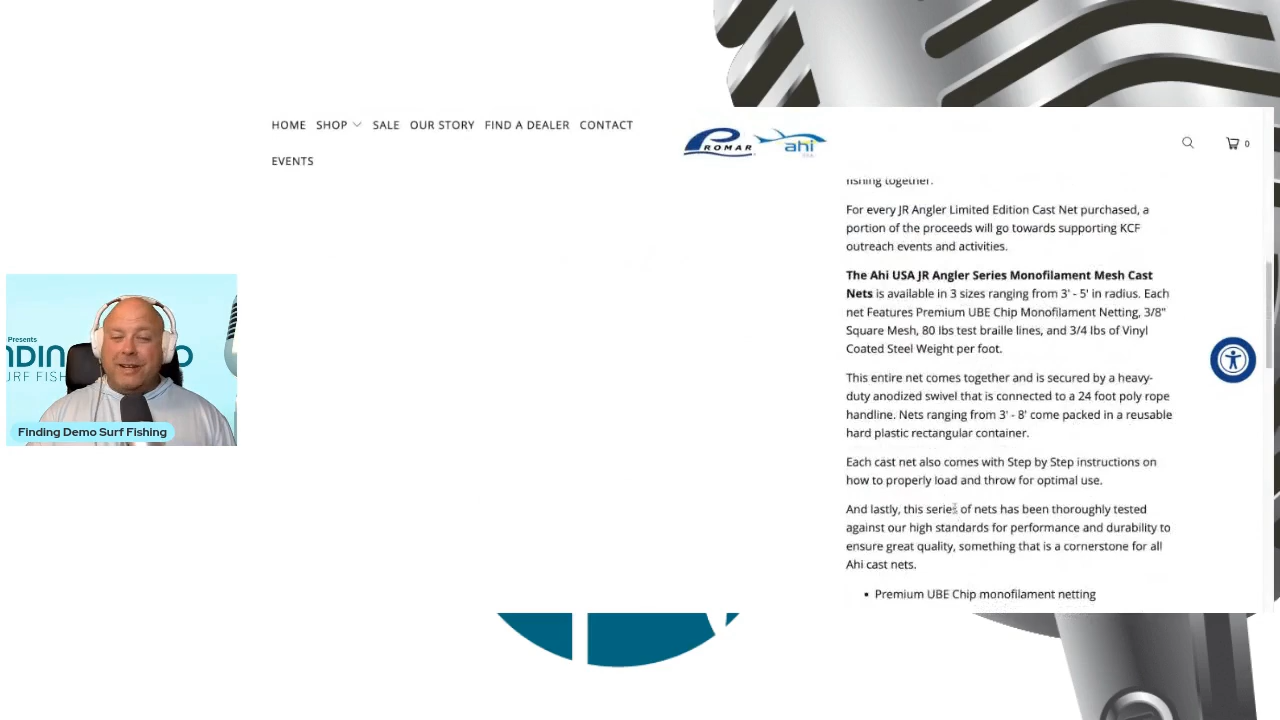 HOME SHOP SALE OUR STORY FIND A DEALER CONTACT
EVENTS
PROMAR ahi
0
fishing together.
For every JR Angler Limited Edition Cast Net purchased, a
portion of the proceeds will go towards supporting KCF
outreach events and activities.
The Ahi USA JR Angler Series Monofilament Mesh Cast
Nets is available in 3 sizes ranging from 3' - 5' in radius. Each
net Features Premium UBE Chip Monofilament Netting, 3/8"
Square Mesh, 80 lbs test braille lines, and 3/4 lbs of Vinyl
Coated Steel Weight per foot.
This entire net comes together and is secured by a heavy-
duty anodized swivel that is connected to a 24 foot poly rope
handline. Nets ranging from 3' - 8' come packed in a reusable
hard plastic rectangular container.
Each cast net also comes with Step by Step instructions on
how to properly load and throw for optimal use.
And lastly, this series of nets has been thoroughly tested
against our high standards for performance and durability to
ensure great quality, something that is a cornerstone for all
Ahi cast nets.
• Premium UBE Chip monofilament netting
Presents
Finding Demo Surf Fishing